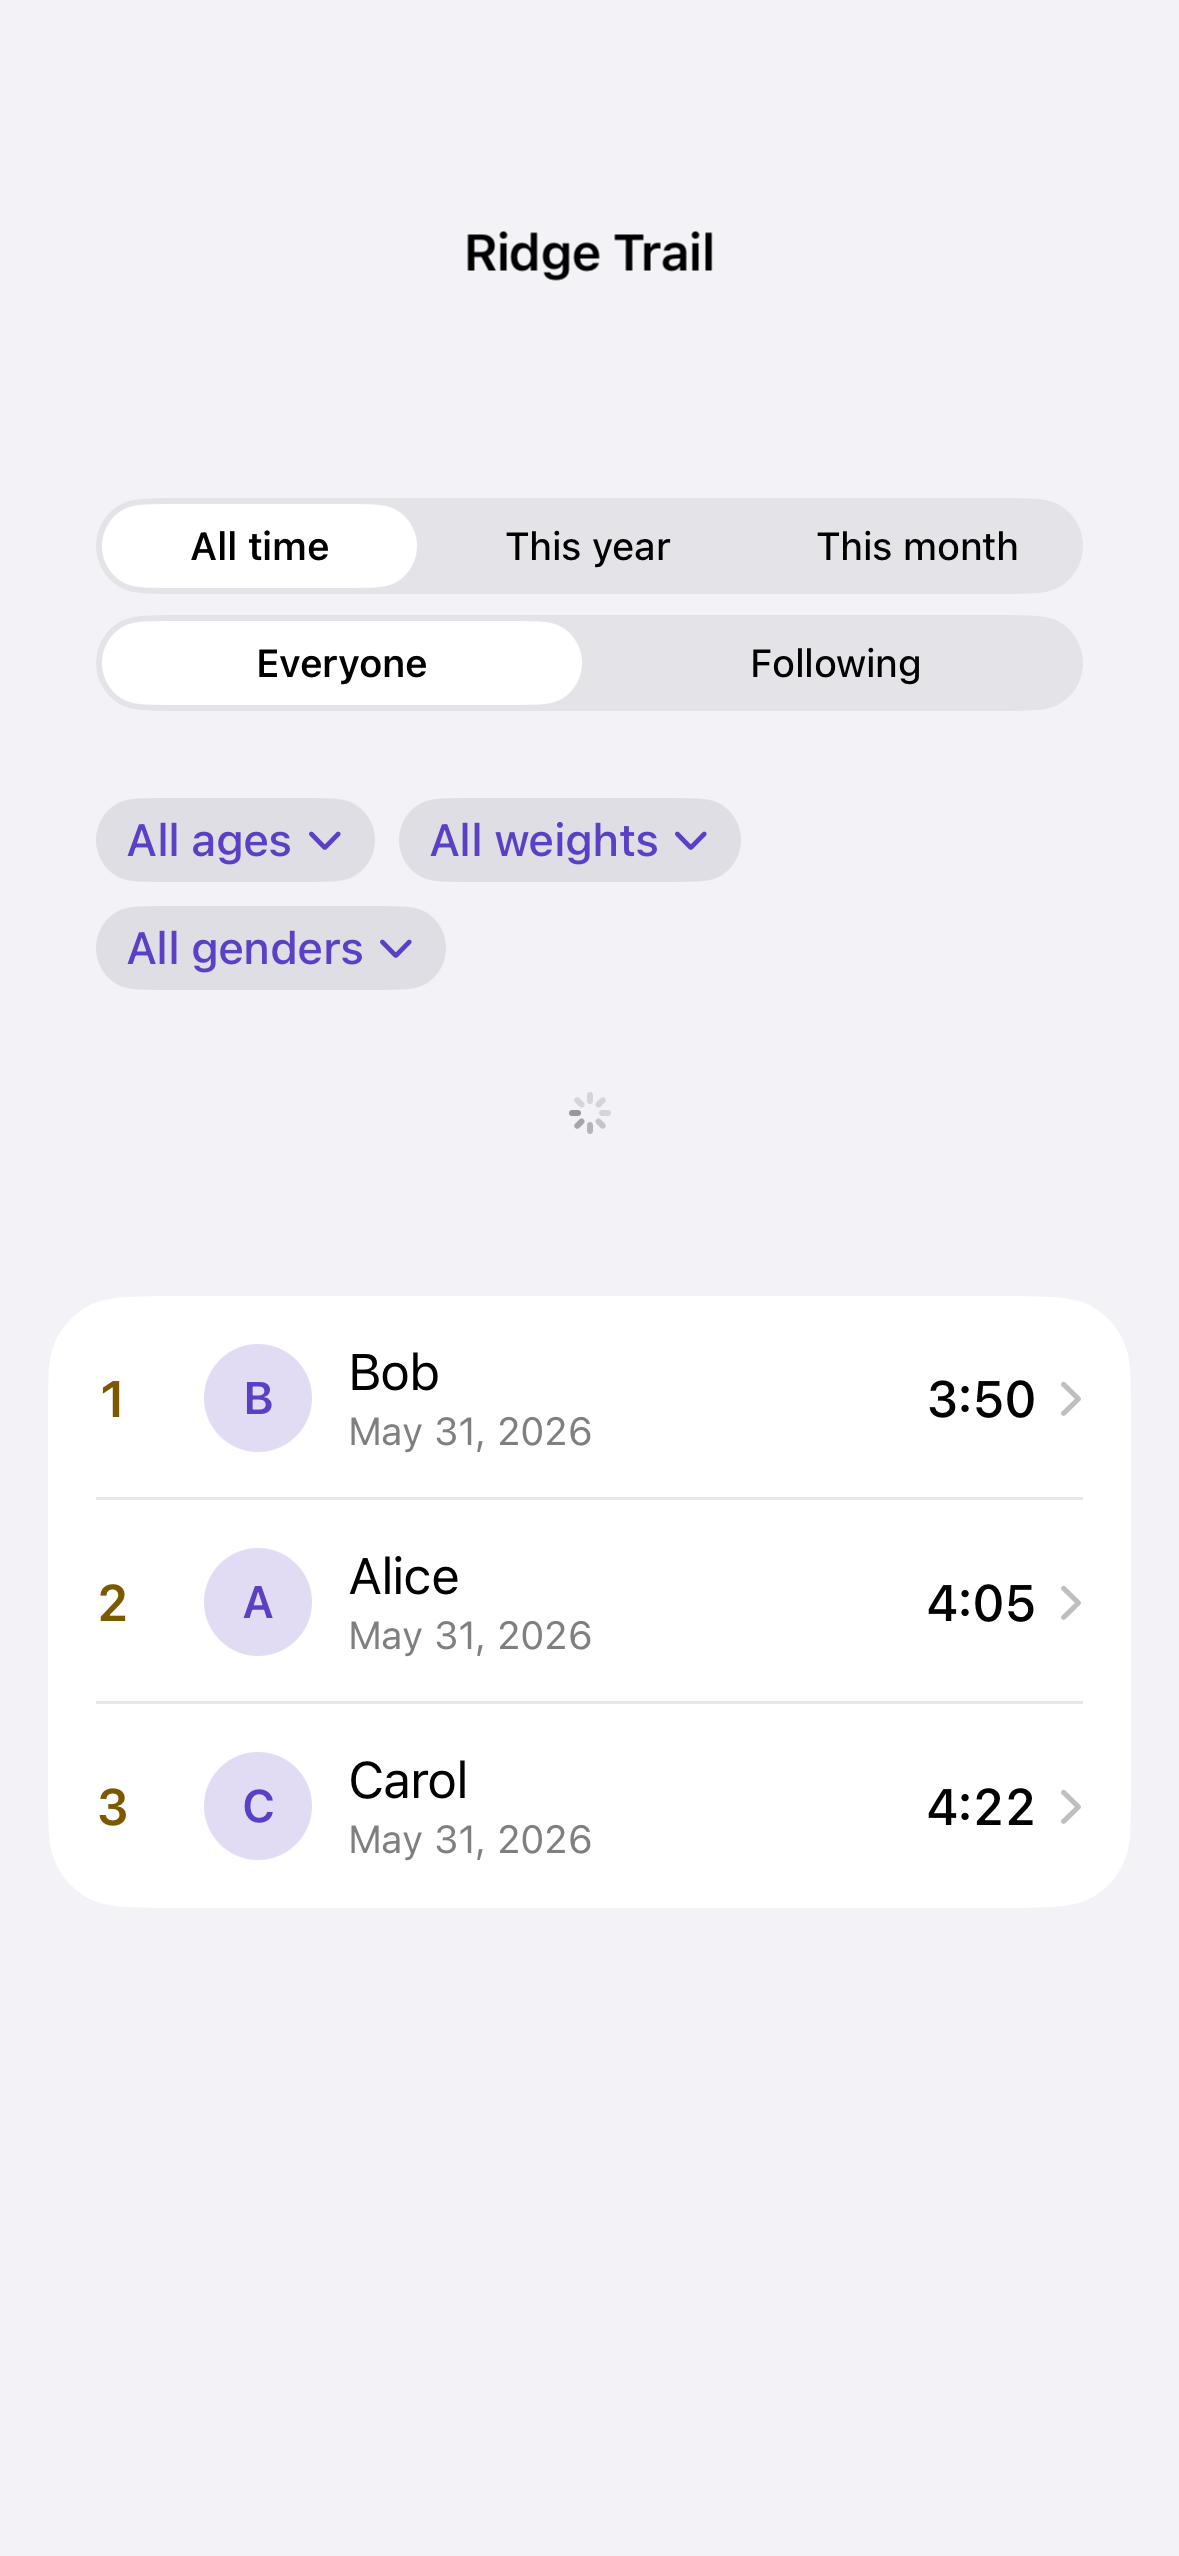 Ridge Trail
All time This year This month
Everyone Following
All ages All weights
All genders
1 B Bob 3:50
May 31, 2026
2 A Alice 4:05
May 31, 2026
3 C Carol 4:22
May 31, 2026